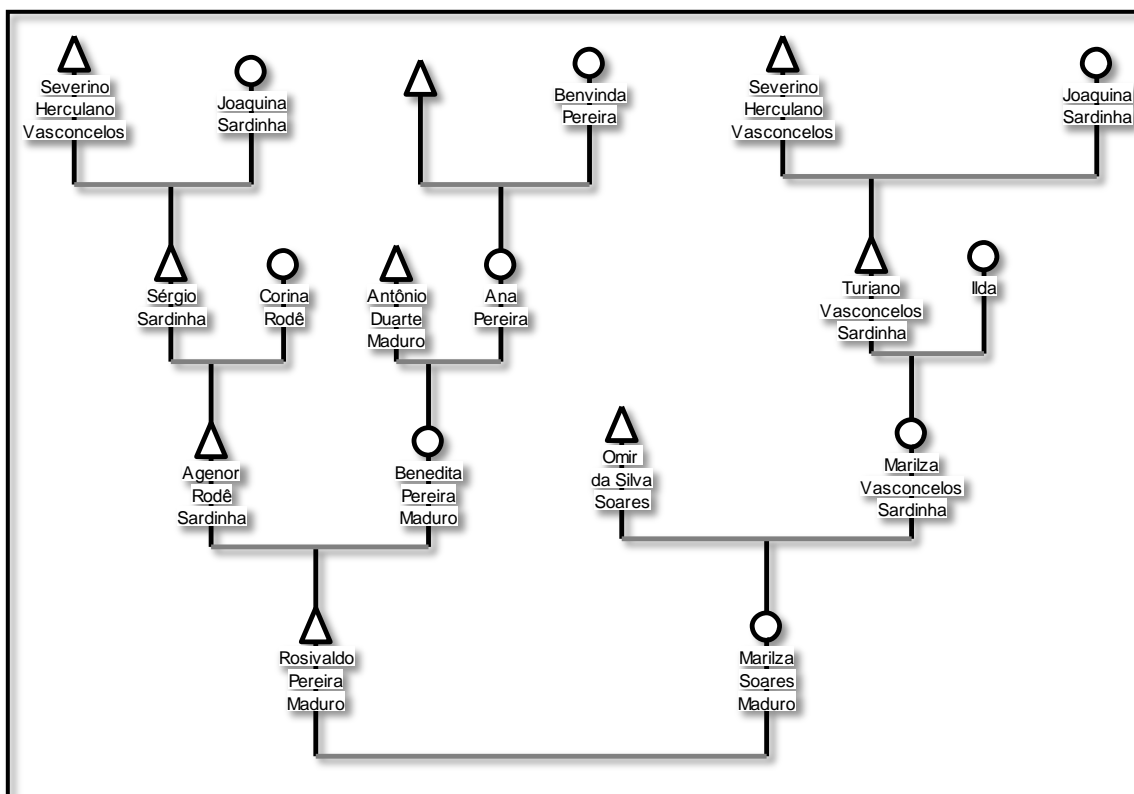 Severino
Herculano
Vasconcelos
Joaquina
Sardinha
Benvinda
Pereira
Severino
Herculano
Vasconcelos
Joaquina
Sardinha
Sérgio
Sardinha
Corina
Rodê
Antônio
Duarte
Maduro
Ana
Pereira
Turiano
Vasconcelos
Sardinha
Ilda
Agenor
Rodê
Sardinha
Benedita
Pereira
Maduro
Omir
da Silva
Soares
Marilza
Vasconcelos
Sardinha
Rosivaldo
Pereira
Maduro
Marilza
Soares
Maduro